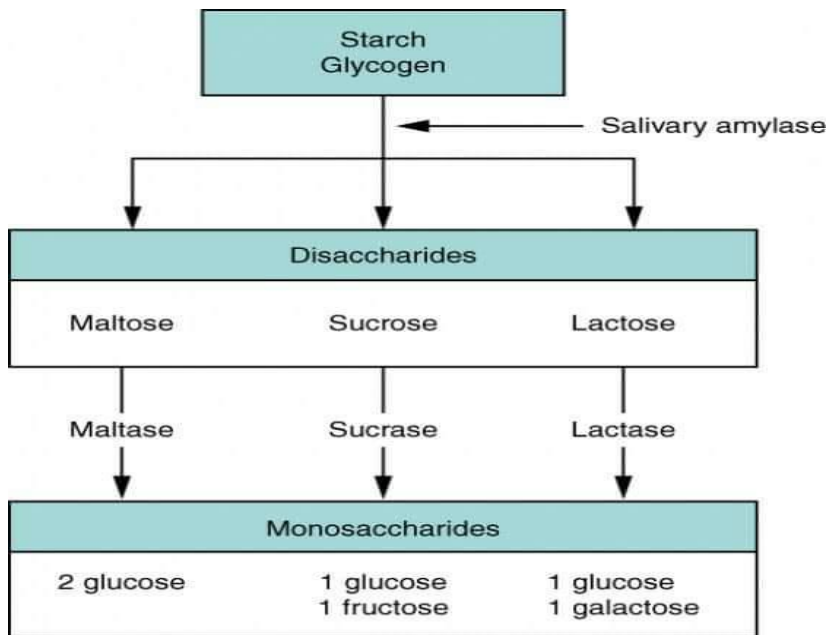 Starch
Glycogen
Salivary amylase
Disaccharides
Maltose Sucrose Lactose
Maltase Sucrase Lactase
Monosaccharides
2 glucose 1 glucose 1 glucose
1 fructose 1 galactose